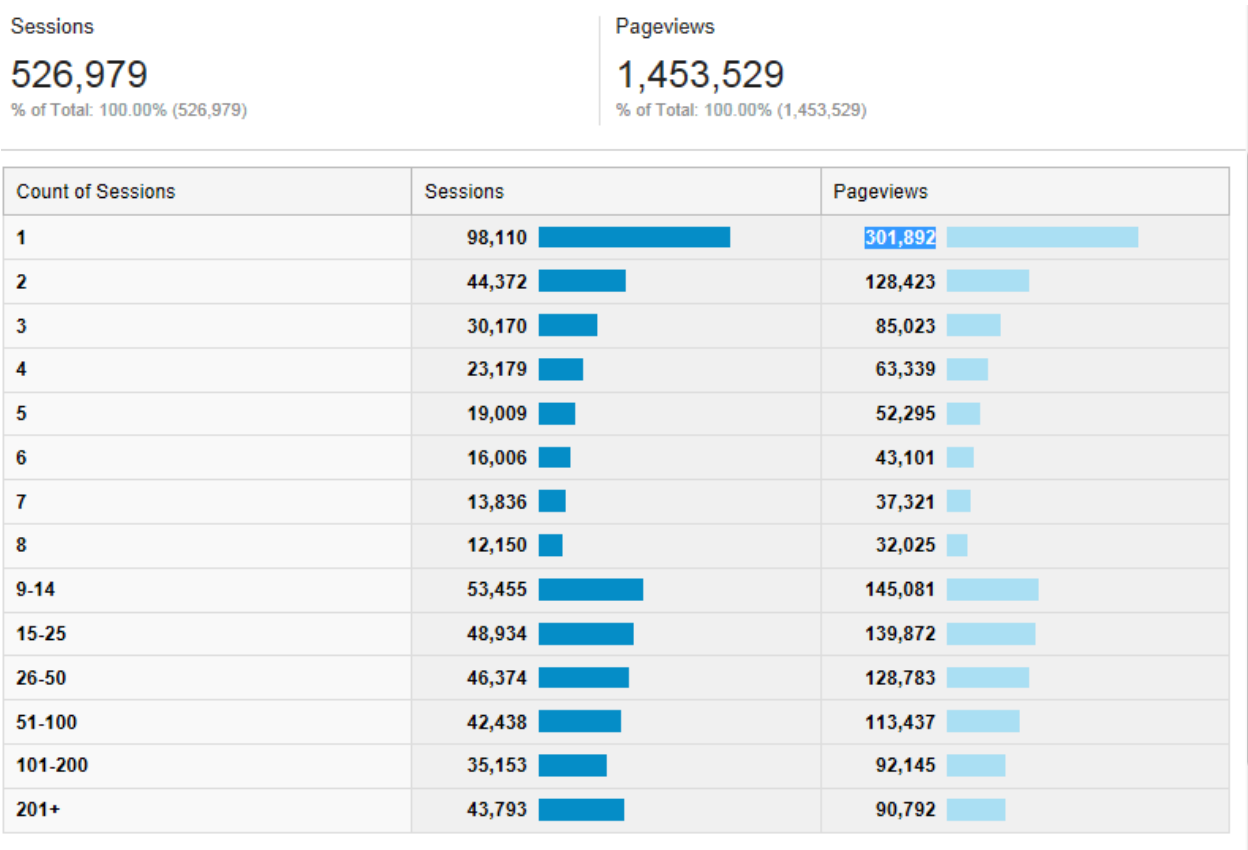 Sessions Pageviews
526,979 1,453,529
% of Total: 100.00% (526,979) % of Total: 100.00% (1,453,529)
Count of Sessions Sessions Pageviews
1 98,110 301,892
2 44,372 128,423
3 30,170 85,023
4 23,179 63,339
5 19,009 52,295
6 16,006 43,101
7 13,836 37,321
8 12,150 32,025
9-14 53,455 145,081
15-25 48,934 139,872
26-50 46,374 128,783
51-100 42,438 113,437
101-200 35,153 92,145
201+ 43,793 90,792